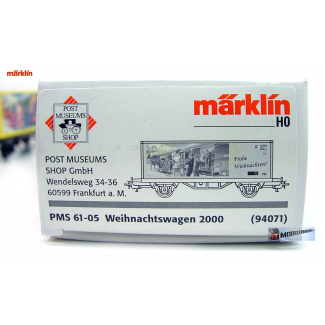 märklin
POST
MUSEUMS
SHOP
märklin
HO
POST MUSEUMS
SHOP GmbH
Wendelsweg 34-36
60599 Frankfurt a. M.
Frohe
Weihnachten!
PMS 61-05 Weihnachtswagen 2000 (94071)